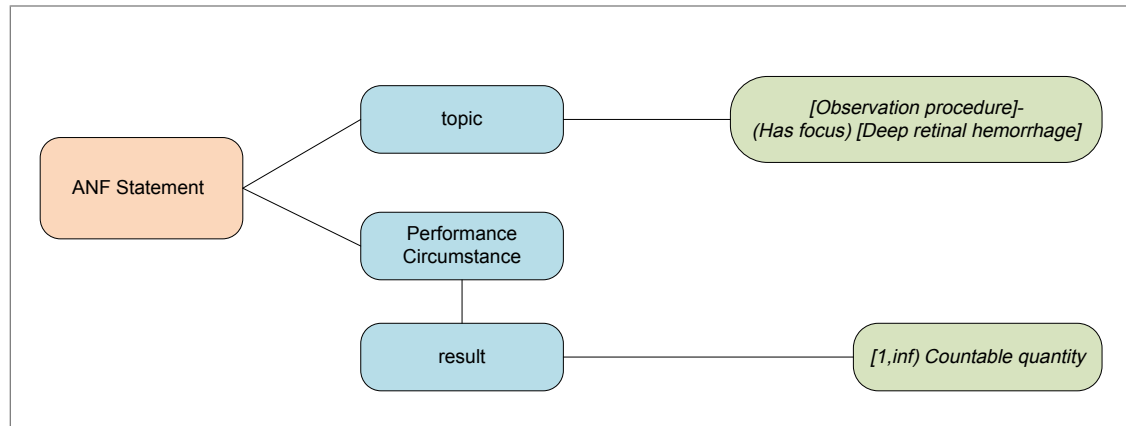 topic
[Observation procedure]-
(Has focus) [Deep retinal hemorrhage]
ANF Statement
Performance
Circumstance
result
[1,inf) Countable quantity